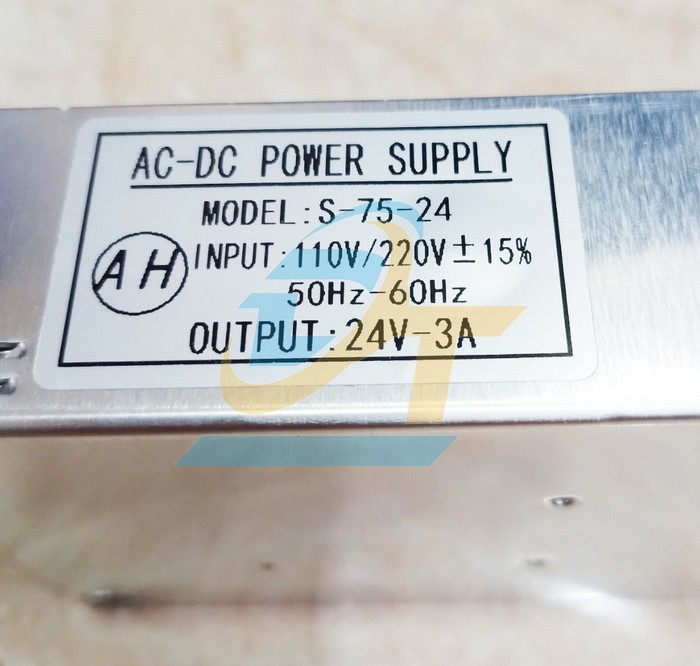 AC-DC POWER SUPPLY
MODEL:S-75-24
AH
INPUT:110V/220V±15%
50Hz-60Hz
OUTPUT:24V-3A